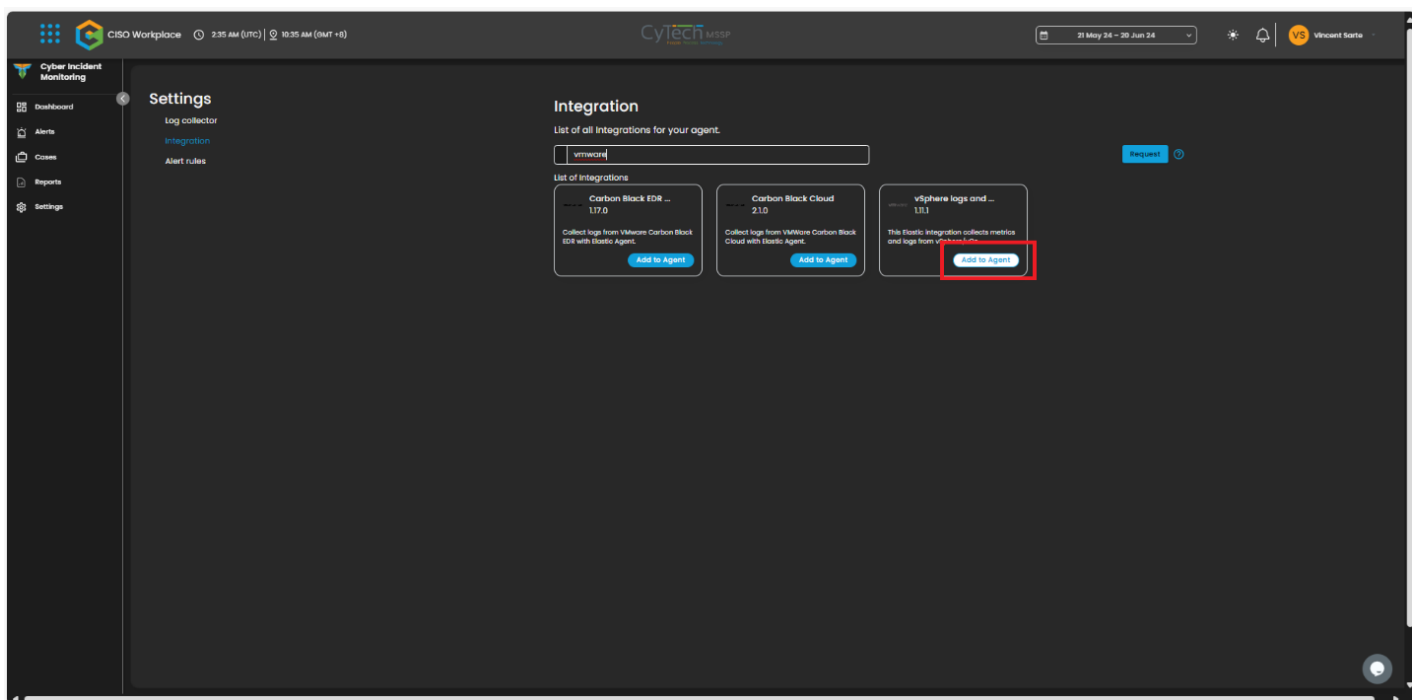 CISO Workplace 2:35 AM (UTC) | 10:35 AM (GMT +8)
CyTech MSSP
21 May 24 – 20 Jun 24
VS Vincent Sarte
Cyber Incident
Monitoring
Dashboard
Alerts
Cases
Reports
Settings
Settings
Log collector
Integration
Alert rules
Integration
List of all Integrations for your agent.
vmware
Request
List of Integrations
Carbon Black EDR ...
1.17.0
Collect logs from VMware Carbon Black
EDR with Elastic Agent.
Add to Agent
Carbon Black Cloud
2.1.0
Collect logs from VMWare Carbon Black
Cloud with Elastic Agent.
Add to Agent
vSphere logs and ...
1.11.1
This Elastic integration collects metrics
and logs from vSphere/vCe...
Add to Agent